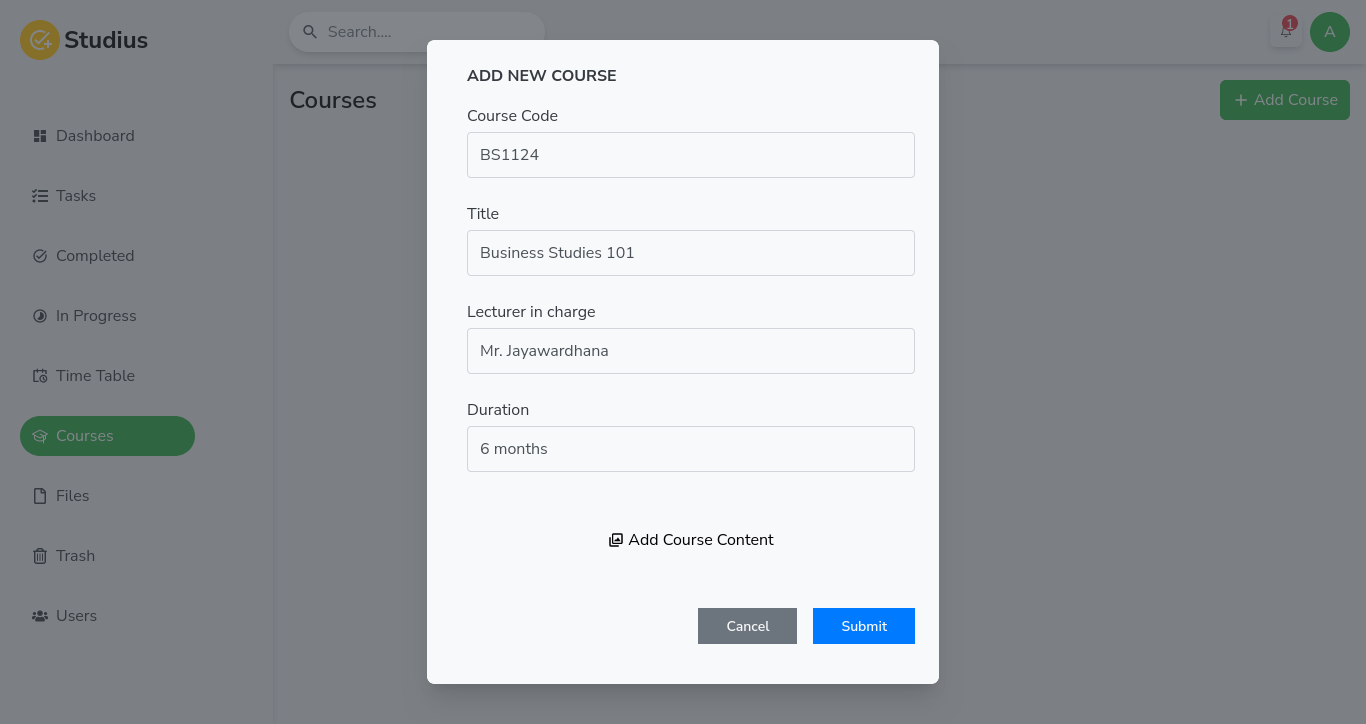 Studius
Search....
1
A
Dashboard
Tasks
Completed
In Progress
Time Table
Courses
Files
Trash
Users
Courses
Add Course
ADD NEW COURSE
Course Code
BS1124
Title
Business Studies 101
Lecturer in charge
Mr. Jayawardhana
Duration
6 months
Add Course Content
Cancel
Submit